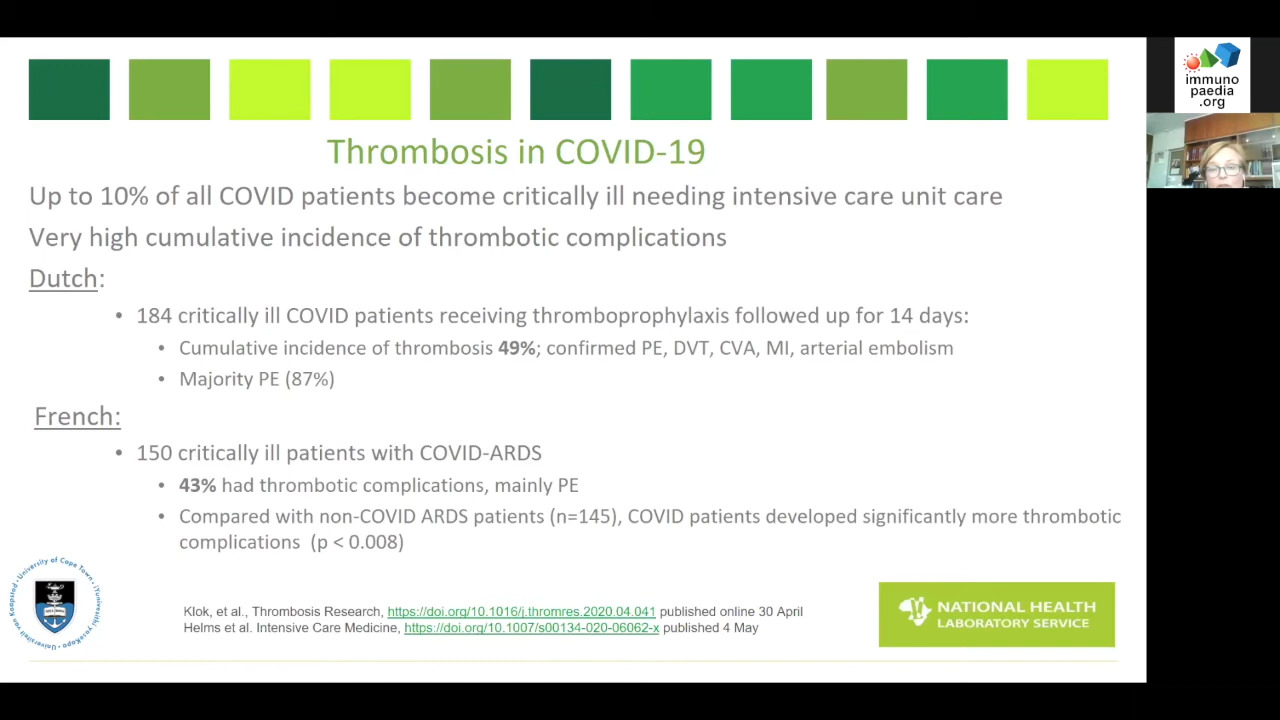 Thrombosis in COVID-19
Up to 10% of all COVID patients become critically ill needing intensive care unit care
Very high cumulative incidence of thrombotic complications
Dutch:
• 184 critically ill COVID patients receiving thromboprophylaxis followed up for 14 days:
• Cumulative incidence of thrombosis 49%; confirmed PE, DVT, CVA, MI, arterial embolism
• Majority PE (87%)
French:
• 150 critically ill patients with COVID-ARDS
• 43% had thrombotic complications, mainly PE
• Compared with non-COVID ARDS patients (n=145), COVID patients developed significantly more thrombotic
complications (p < 0.008)
Klok, et al., Thrombosis Research, https://doi.org/10.1016/j.thromres.2020.04.041 published online 30 April
Helms et al. Intensive Care Medicine, https://doi.org/10.1007/s00134-020-06062-x published 4 May
University of Cape Town
NATIONAL HEALTH
LABORATORY SERVICE
immuno
paedia
.org